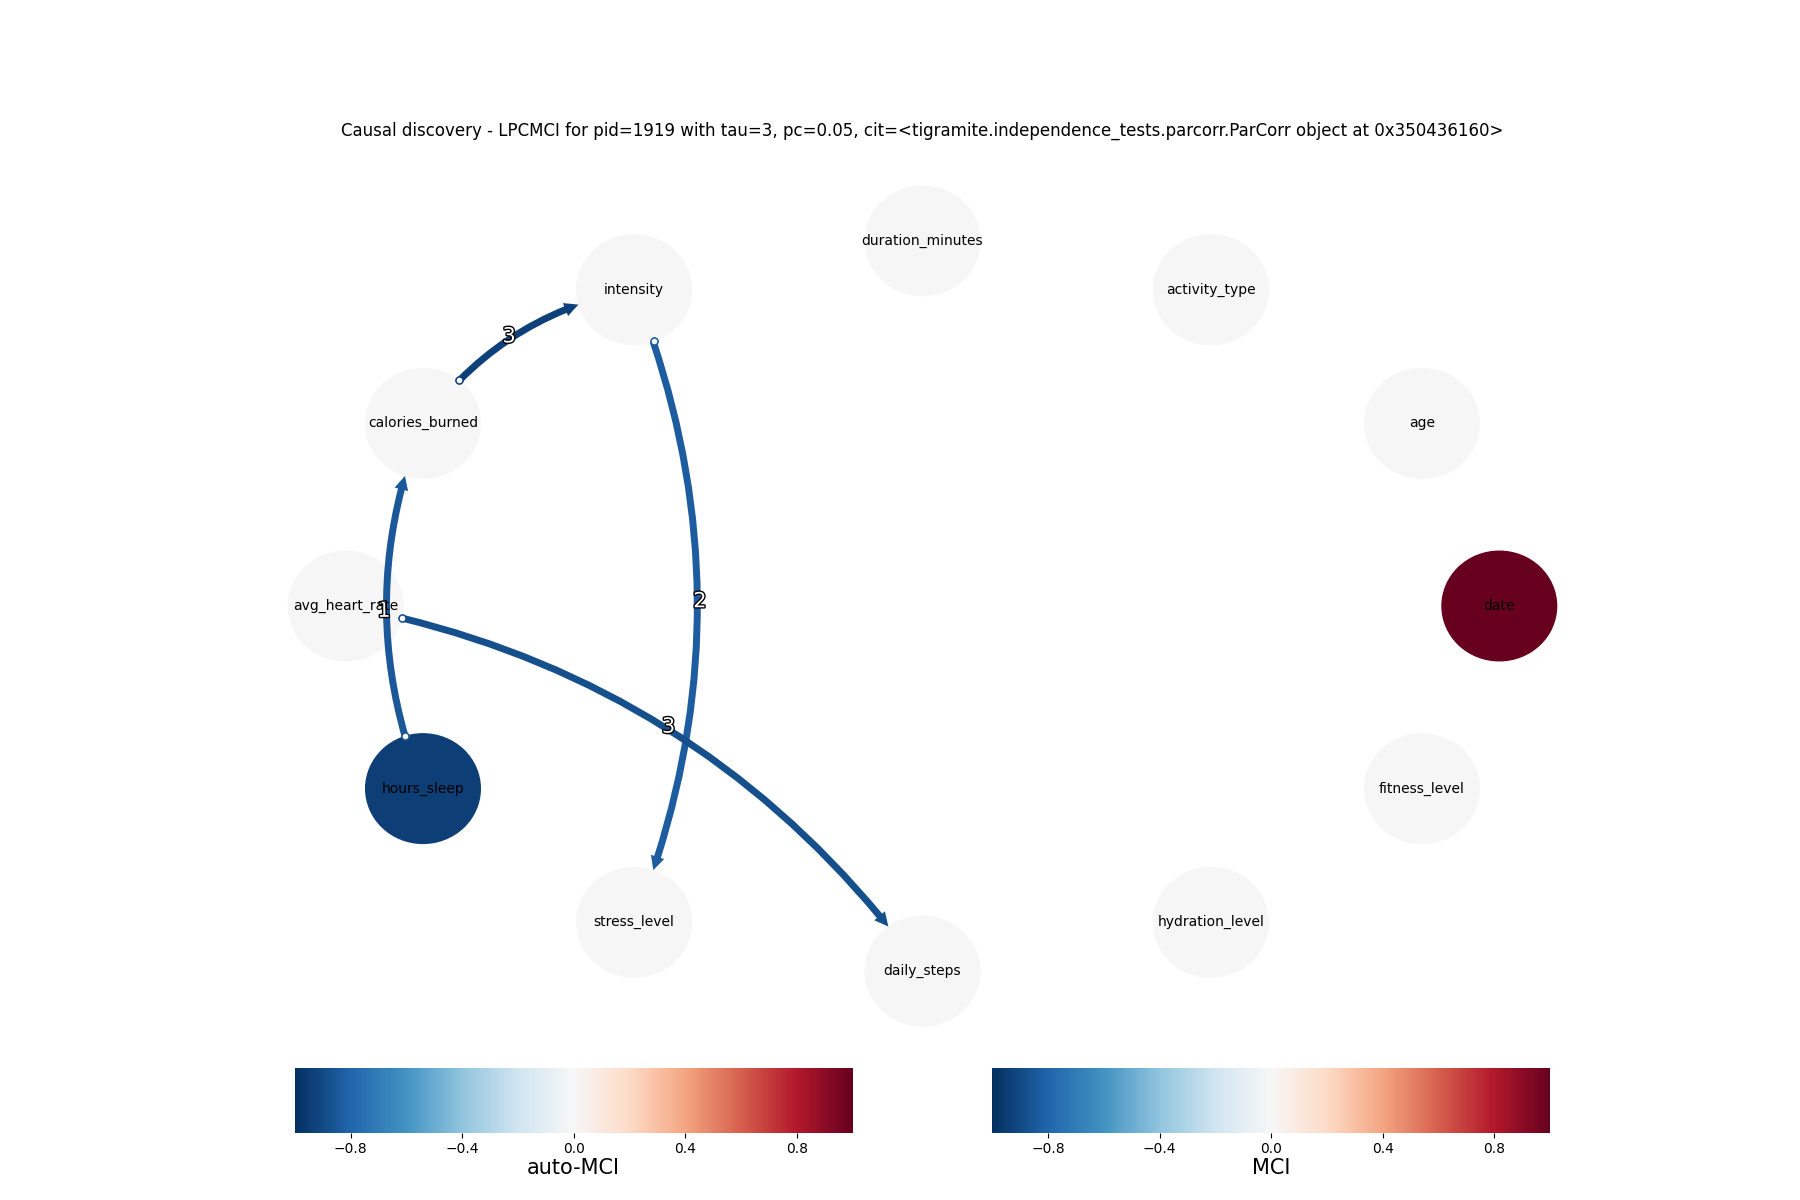 Causal discovery - LPCMCI for pid=1919 with tau=3, pc=0.05, cit=<tigramite.independence_tests.parcorr.ParCorr object at 0x350436160>
duration_minutes
intensity
activity_type
3
calories_burned
age
2
avg_heart_rate
1
date
3
hours_sleep
fitness_level
stress_level
hydration_level
daily_steps
−0.8 −0.4 0.0 0.4 0.8
auto-MCI
−0.8 −0.4 0.0 0.4 0.8
MCI